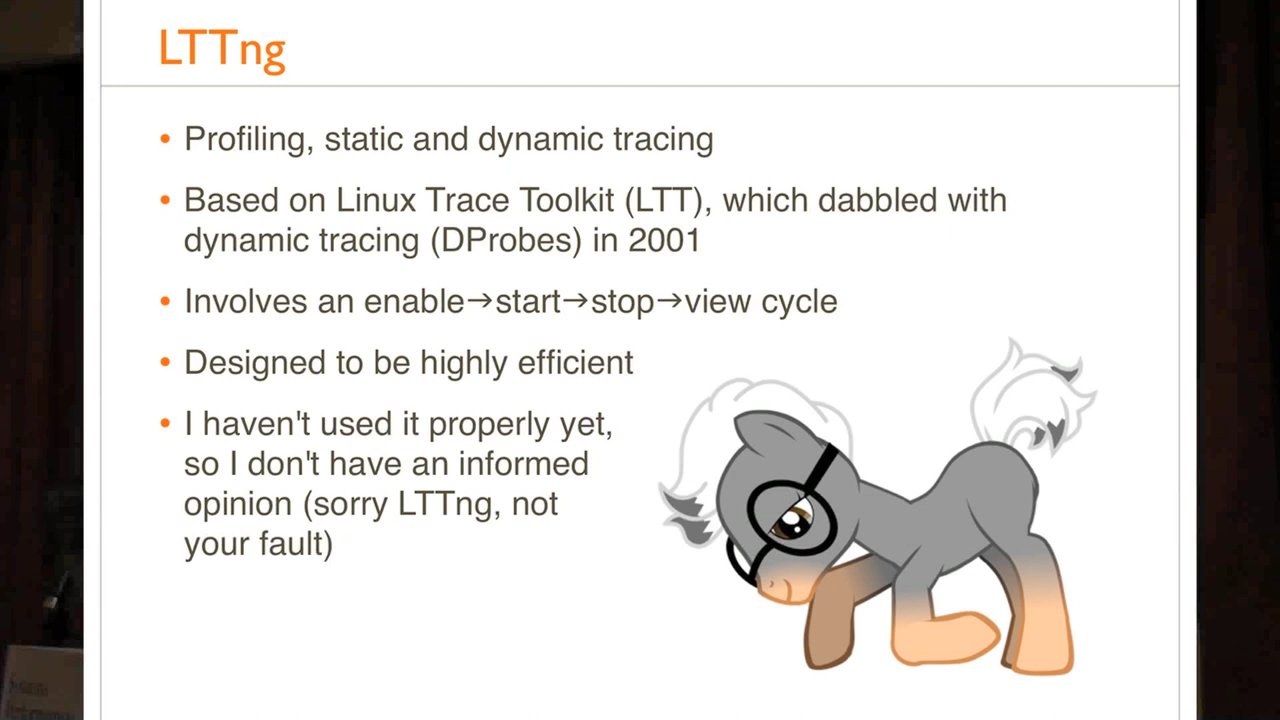 LTTng
• Profiling, static and dynamic tracing
• Based on Linux Trace Toolkit (LTT), which dabbled with
dynamic tracing (DProbes) in 2001
• Involves an enable→start→stop→view cycle
• Designed to be highly efficient
• I haven't used it properly yet,
so I don't have an informed
opinion (sorry LTTng, not
your fault)